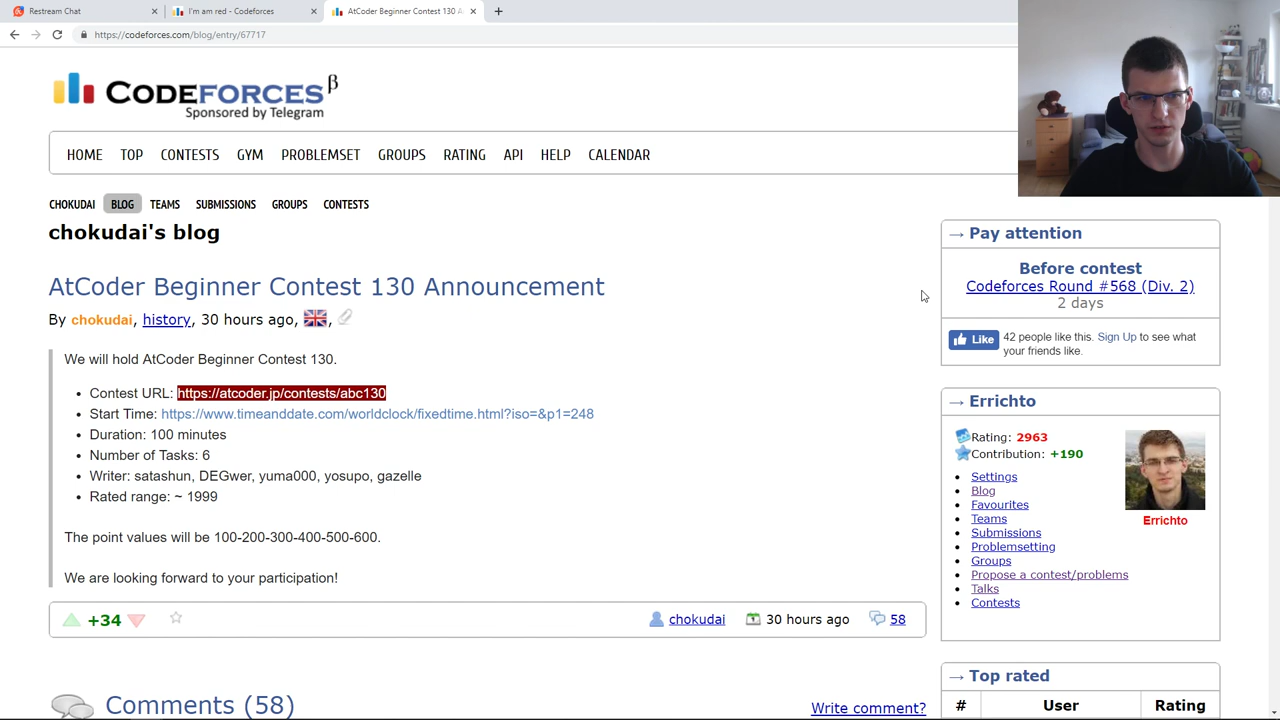 Restream Chat
I'm am red - Codeforces
AtCoder Beginner Contest 130 A
https://codeforces.com/blog/entry/67717
CODEFORCES β
Sponsored by Telegram
HOME TOP CONTESTS GYM PROBLEMSET GROUPS RATING API HELP CALENDAR
CHOKUDAI BLOG TEAMS SUBMISSIONS GROUPS CONTESTS
chokudai's blog
AtCoder Beginner Contest 130 Announcement
By chokudai, history, 30 hours ago,
We will hold AtCoder Beginner Contest 130.
• Contest URL: https://atcoder.jp/contests/abc130
• Start Time: https://www.timeanddate.com/worldclock/fixedtime.html?iso=&p1=248
• Duration: 100 minutes
• Number of Tasks: 6
• Writer: satashun, DEGwer, yuma000, yosupo, gazelle
• Rated range: ~ 1999
The point values will be 100-200-300-400-500-600.
We are looking forward to your participation!
+34 chokudai 30 hours ago 58
Comments (58)
Write comment?
→ Pay attention
Before contest
Codeforces Round #568 (Div. 2)
2 days
Like 42 people like this. Sign Up to see what
your friends like.
→ Errichto
Rating: 2963
Contribution: +190
• Settings
• Blog
• Favourites
• Teams
• Submissions
• Problemsetting
• Groups
• Propose a contest/problems
• Talks
• Contests
Errichto
→ Top rated
# User Rating